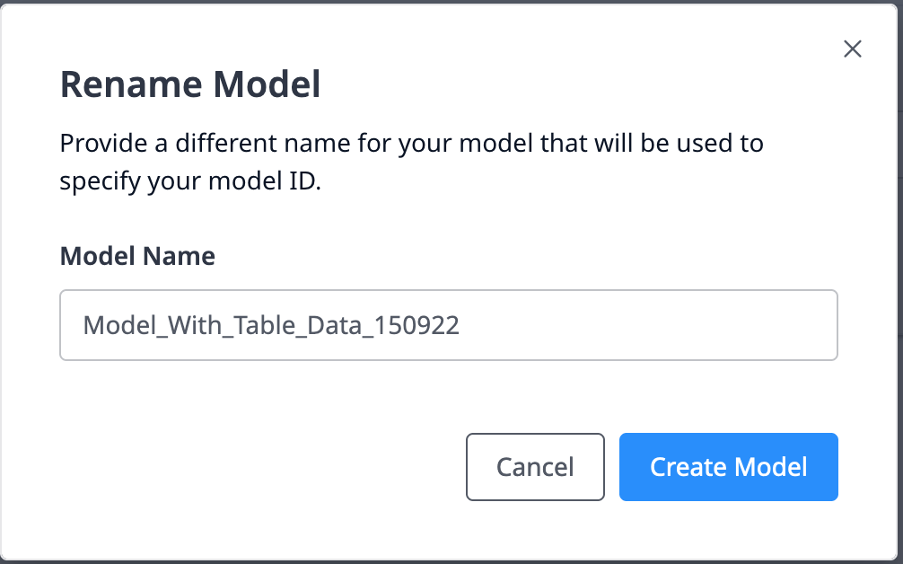 Rename Model
Provide a different name for your model that will be used to
specify your model ID.
Model Name
Model_With_Table_Data_150922
Cancel
Create Model